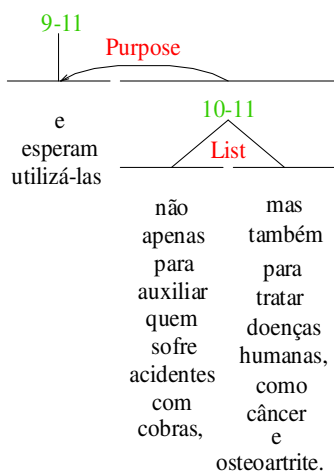 9-11
Purpose
e
esperam
utilizá-las
10-11
List
não
apenas
para
auxiliar
quem
sofre
acidentes
com
cobras,
mas
também
para
tratar
doenças
humanas,
como
câncer
e
osteoartrite.